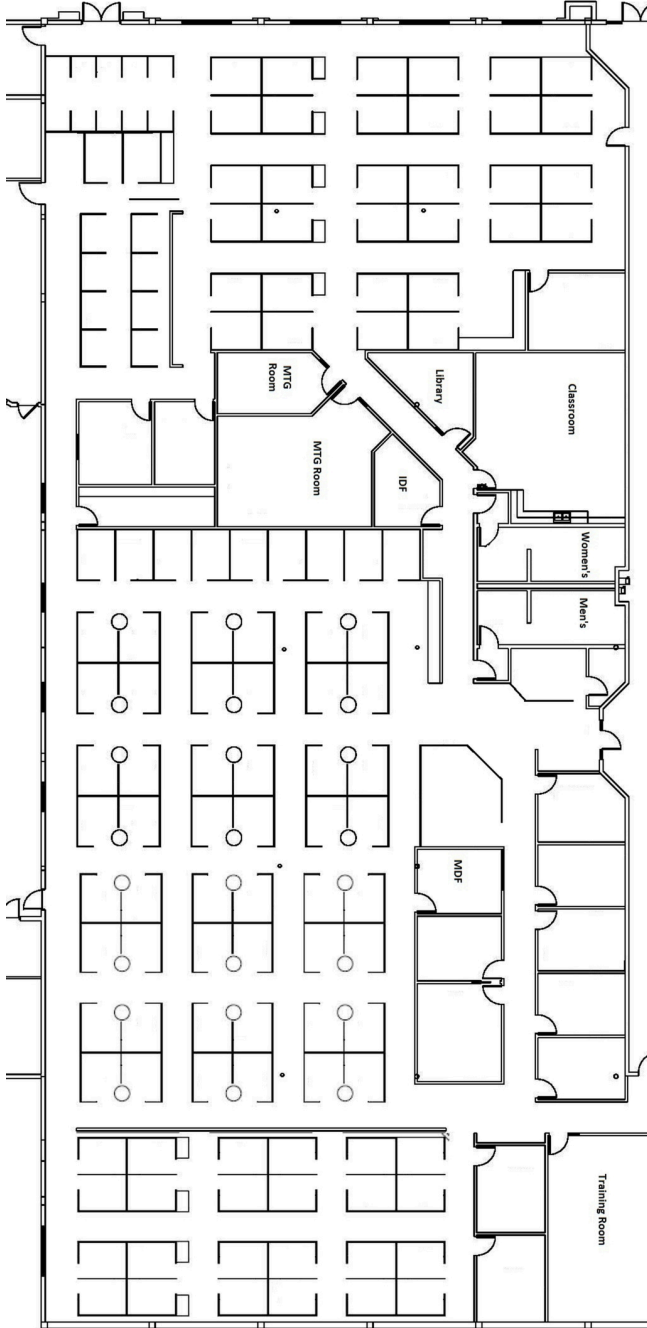 MTG
Room
Library
Classroom
MTG Room
IDF
Women's
Men's
MDF
Training Room